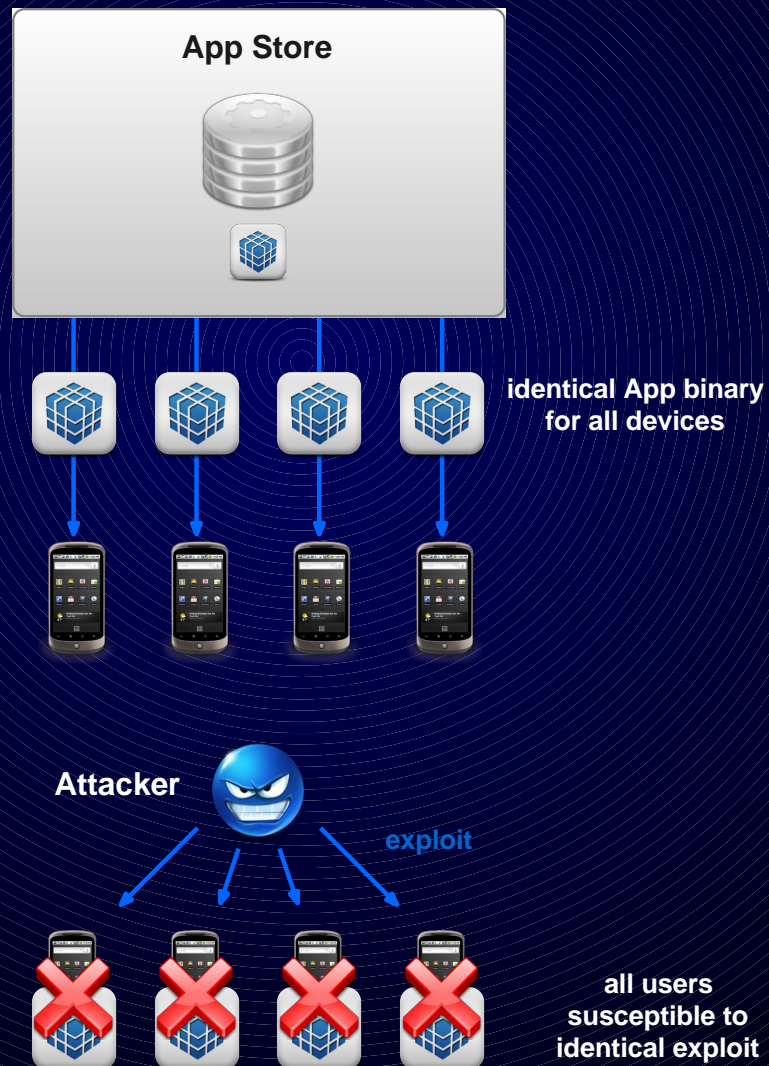 App Store
identical App binary
for all devices
Attacker
exploit
all users
susceptible to
identical exploit